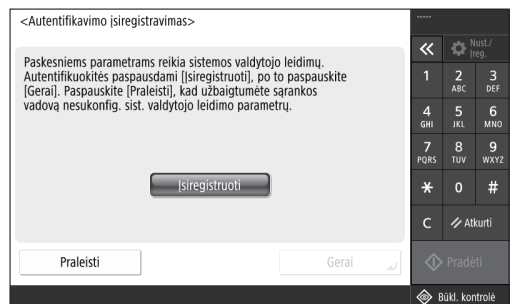 <Autentifikavimo įsiregistravimas>
Paskesniems parametrams reikia sistemos valdytojo leidimų.
Autentifikuokitės paspausdami [Įsiregistruoti], po to paspauskite
[Gerai]. Paspauskite [Praleisti], kad užbaigtumėte sąrankos
vadovą nesukonfig. sist. valdytojo leidimo parametrų.
Įsiregistruoti
Praleisti
Gerai
-----
Nust./
Įreg.
1 2 3
ABC DEF
4 5 6
GHI JKL MNO
7 8 9
PQRS TUV WXYZ
* 0 #
C Atkurti
Pradėti
Būkl. kontrolė